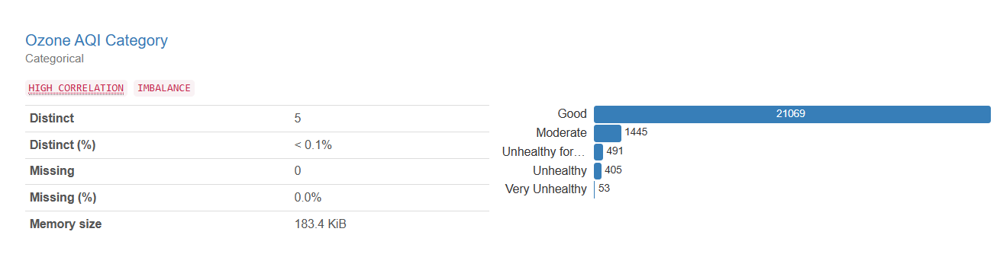 Ozone AQI Category
Categorical
HIGH CORRELATION IMBALANCE
Distinct 5
Distinct (%) < 0.1%
Missing 0
Missing (%) 0.0%
Memory size 183.4 KiB
Good 21069
Moderate 1445
Unhealthy for… 491
Unhealthy 405
Very Unhealthy 53